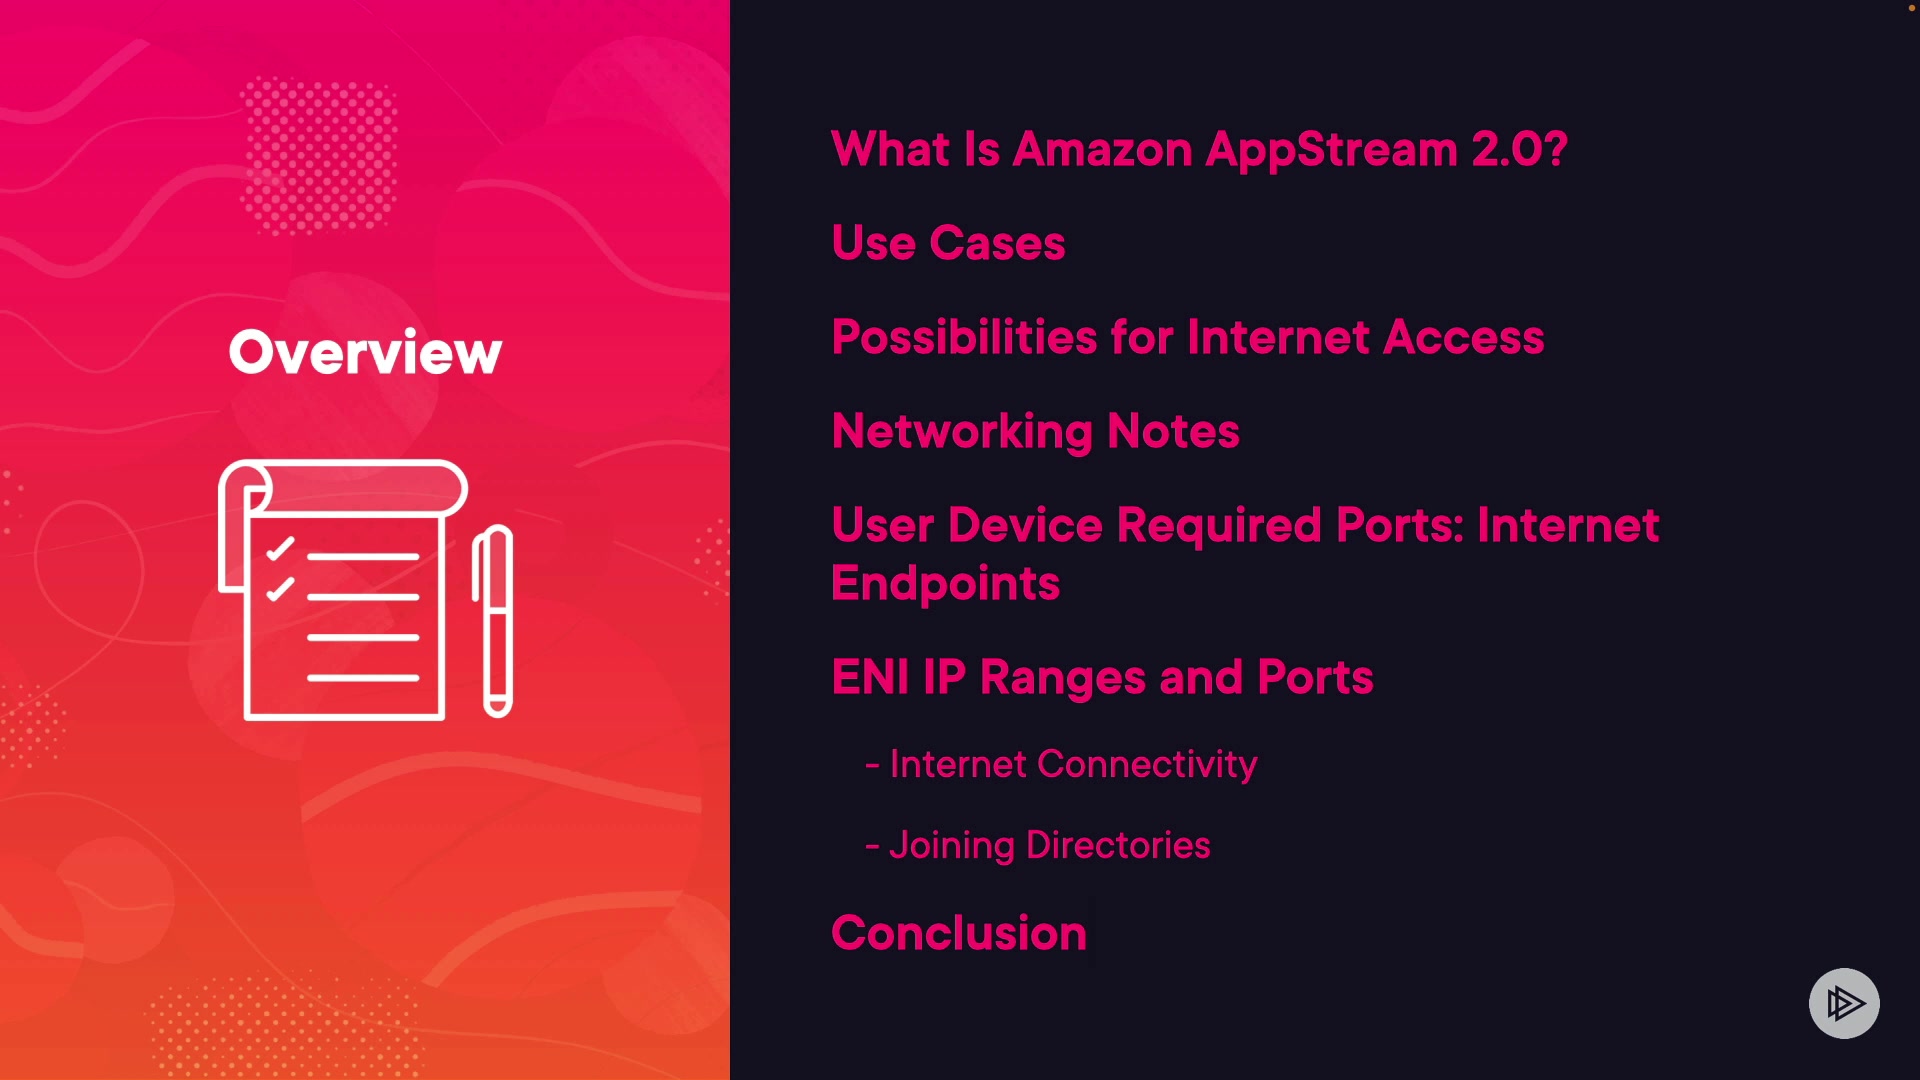 Overview
What Is Amazon AppStream 2.0?
Use Cases
Possibilities for Internet Access
Networking Notes
User Device Required Ports: Internet
Endpoints
ENI IP Ranges and Ports
- Internet Connectivity
- Joining Directories
Conclusion